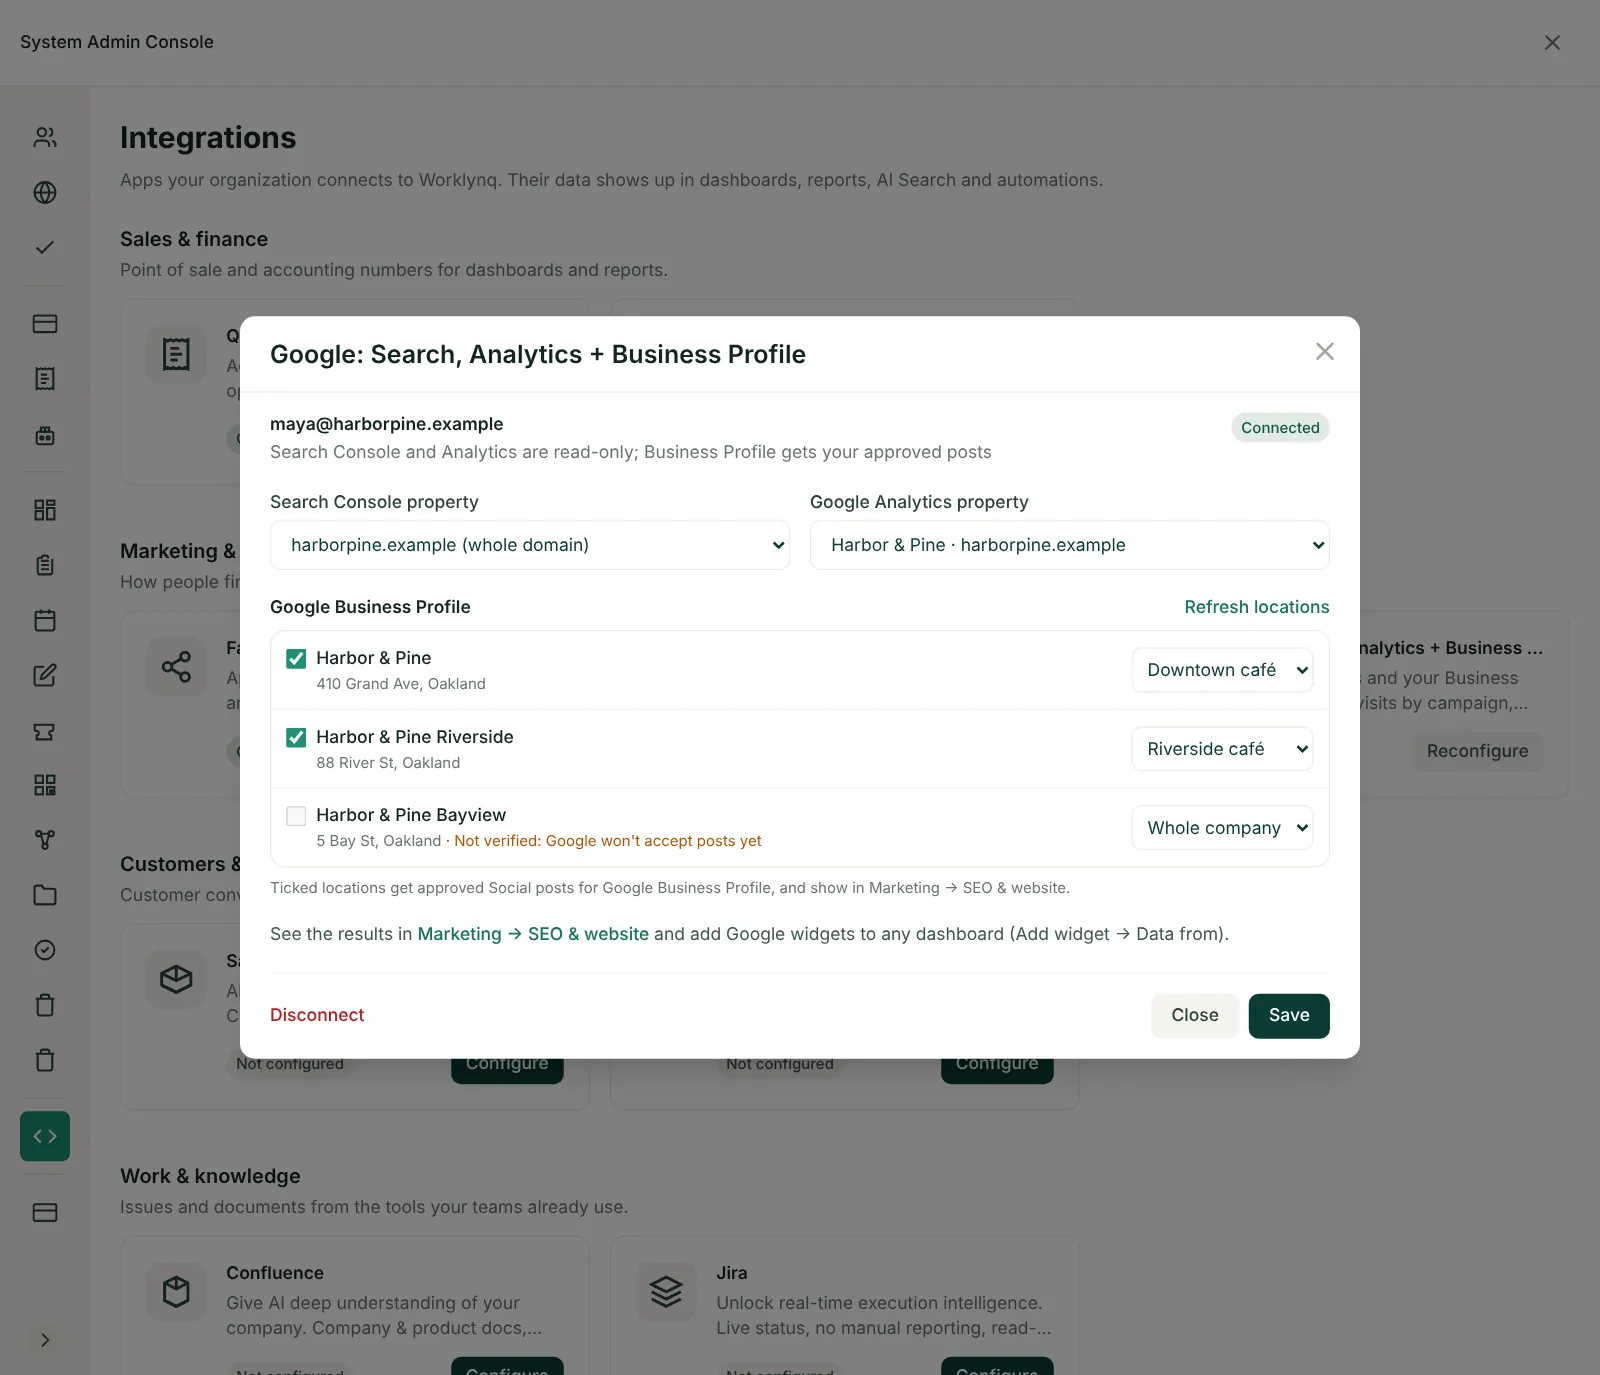 System Admin Console
Integrations
Apps your organization connects to Worklynq. Their data shows up in dashboards, reports, AI Search and automations.
Sales & finance
Point of sale and accounting numbers for dashboards and reports.
Google: Search, Analytics + Business Profile
maya@harborpine.example
Connected
Search Console and Analytics are read-only; Business Profile gets your approved posts
Search Console property
Google Analytics property
harborpine.example (whole domain)
Harbor & Pine · harborpine.example
Google Business Profile
Refresh locations
Harbor & Pine
410 Grand Ave, Oakland
Downtown café
Harbor & Pine Riverside
88 River St, Oakland
Riverside café
Harbor & Pine Bayview
5 Bay St, Oakland · Not verified: Google won't accept posts yet
Whole company
Ticked locations get approved Social posts for Google Business Profile, and show in Marketing → SEO & website.
See the results in Marketing → SEO & website and add Google widgets to any dashboard (Add widget → Data from).
Disconnect
Close
Save
Marketing &
How people
nalytics + Business ...
and your Business
visits by campaign,...
Reconfigure
Customers &
Customer
Not configured
Configure
Not configured
Configure
Work & knowledge
Issues and documents from the tools your teams already use.
Confluence
Give AI deep understanding of your
company. Company & product docs,...
Not configured
Configure
Jira
Unlock real-time execution intelligence.
Live status, no manual reporting, read-...
Not configured
Configure